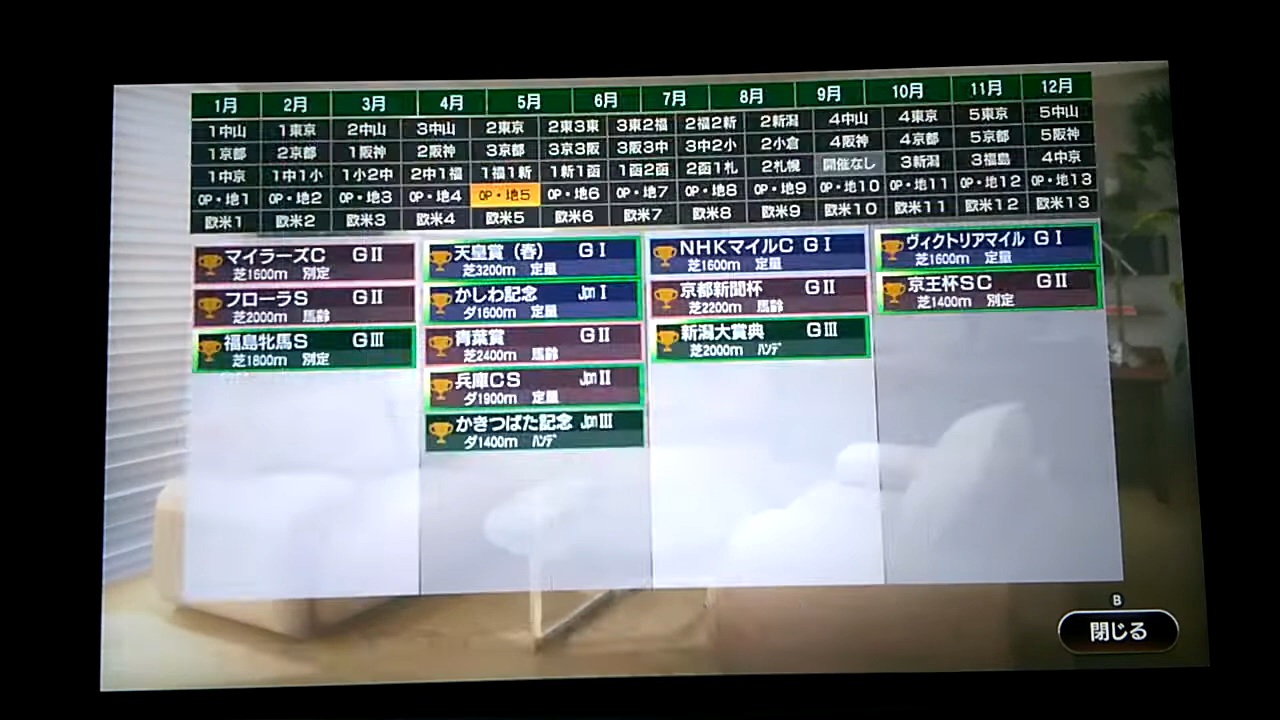 1月 2月 3月 4月 5月 6月 7月 8月 9月 10月 11月 12月
1中山 1東京 2中山 3中山 2東京 2東3東 3東2福 2福2新 2新潟 4中山 4東京 5東京 5中山
1京都 2京都 1阪神 2阪神 3京都 3京3阪 3阪3中 3中2小 2小倉 4阪神 4京都 5京都 5阪神
1中京 1中1小 1小2中 2中1福 1福1新 1新1函 1函2函 2函1札 2札幌 開催なし 3新潟 3福島 4中京
OP・地1 OP・地2 OP・地3 OP・地4 OP・地5 OP・地6 OP・地7 OP・地8 OP・地9 OP・地10 OP・地11 OP・地12 OP・地13
欧米1 欧米2 欧米3 欧米4 欧米5 欧米6 欧米7 欧米8 欧米9 欧米10 欧米11 欧米12 欧米13
マイラーズC GⅡ
芝1600m 別定
フローラS GⅡ
芝2000m 馬齢
福島牝馬S GⅢ
芝1800m 別定
天皇賞(春) GⅠ
芝3200m 定量
かしわ記念 JpnⅠ
ダ1600m 定量
青葉賞 GⅡ
芝2400m 馬齢
兵庫CS JpnⅡ
ダ1900m 定量
かきつばた記念 JpnⅢ
ダ1400m ハンデ
NHKマイルC GⅠ
芝1600m 定量
京都新聞杯 GⅡ
芝2200m 馬齢
新潟大賞典 GⅢ
芝2000m ハンデ
ヴィクトリアマイル GⅠ
芝1600m 定量
京王杯SC GⅡ
芝1400m 別定
B
閉じる